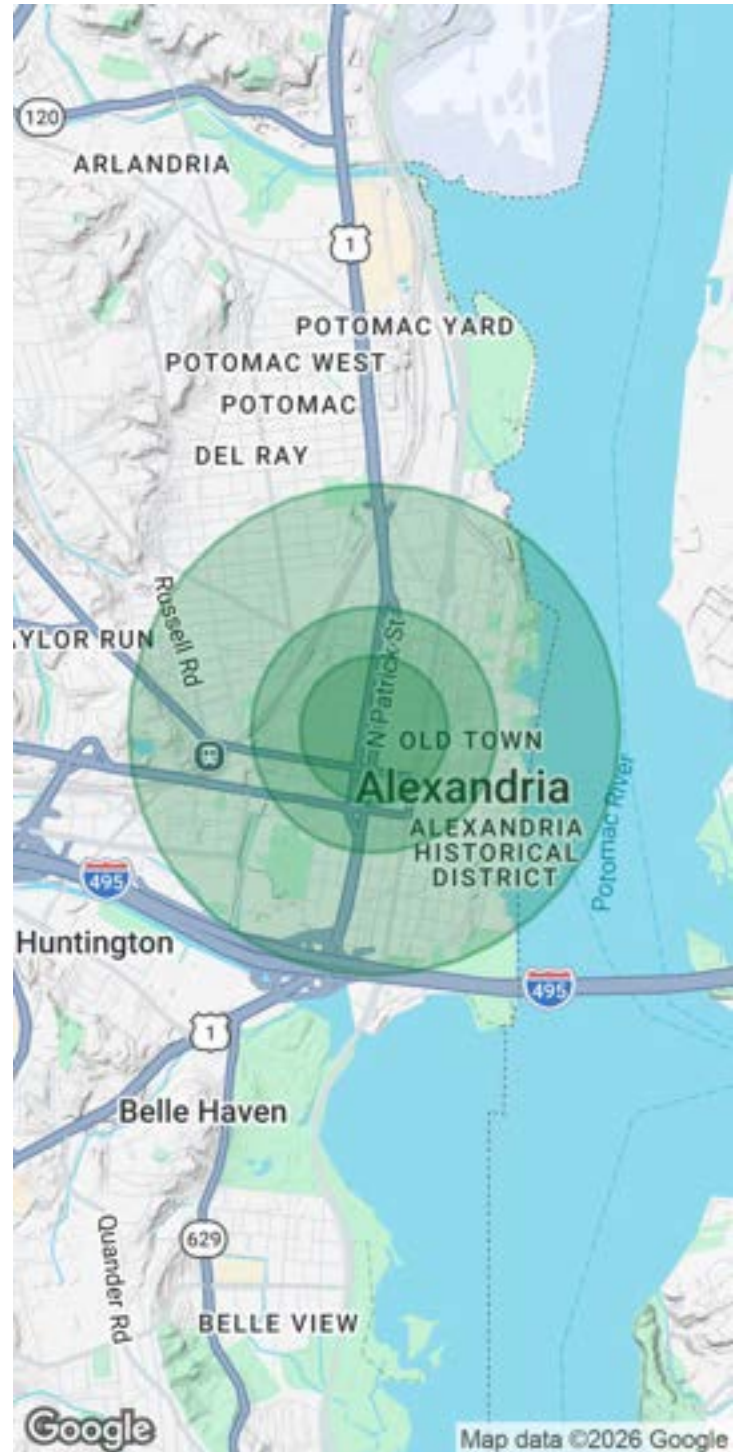 120
ARLANDRIA
1
POTOMAC YARD
POTOMAC WEST
POTOMAC
DEL RAY
Russell Rd
AYLOR RUN
N Patrick St
OLD TOWN
Alexandria
ALEXANDRIA
HISTORICAL
DISTRICT
Potomac River
495
Huntington
495
1
Belle Haven
629
Quander Rd
BELLE VIEW
Google
Map data ©2026 Google